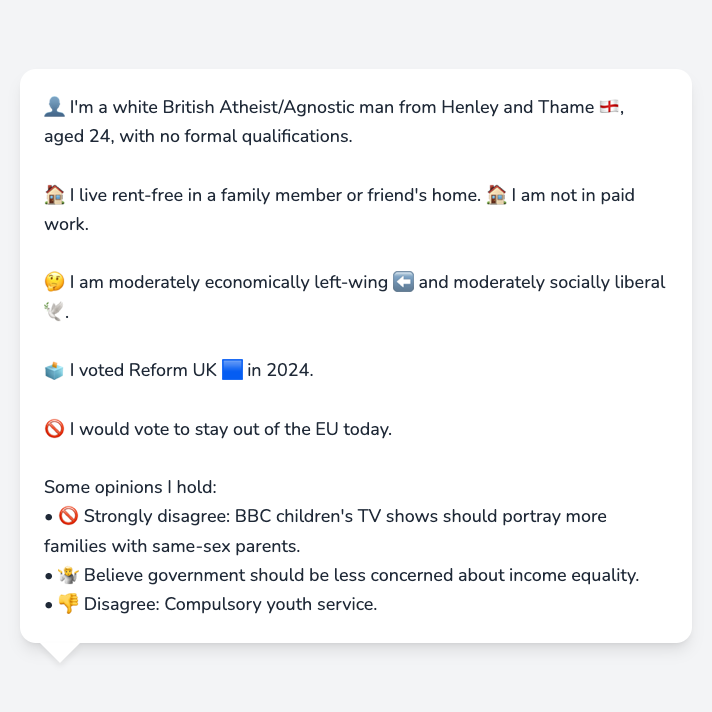 👤 I'm a white British Atheist/Agnostic man from Henley and Thame 🏴󠁧󠁢󠁥󠁮󠁧󠁿,
aged 24, with no formal qualifications.
🏠 I live rent-free in a family member or friend's home. 🏠 I am not in paid
work.
🤔 I am moderately economically left-wing ⬅️ and moderately socially liberal
🕊️.
🗳️ I voted Reform UK 🟦 in 2024.
🚫 I would vote to stay out of the EU today.
Some opinions I hold:
• 🚫 Strongly disagree: BBC children's TV shows should portray more
families with same-sex parents.
• 🤷 Believe government should be less concerned about income equality.
• 👎 Disagree: Compulsory youth service.